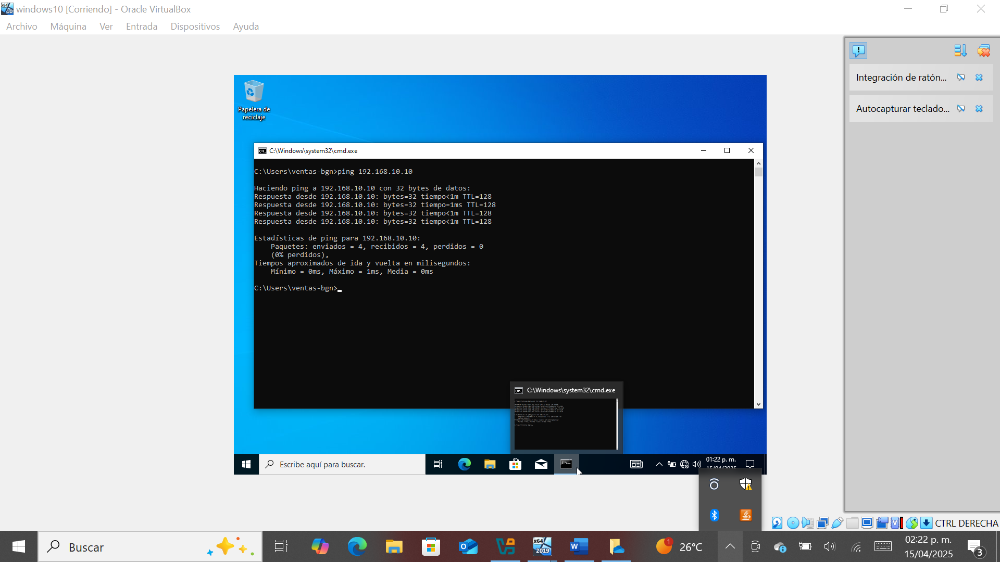 windows10 [Corriendo] - Oracle VirtualBox
Archivo Máquina Ver Entrada Dispositivos Ayuda
Integración de ratón...
Autocapturar teclado...
Papelera de
reciclaje
C:\Windows\system32\cmd.exe
C:\Users\ventas-bgn>ping 192.168.10.10
Haciendo ping a 192.168.10.10 con 32 bytes de datos:
Respuesta desde 192.168.10.10: bytes=32 tiempo<1m TTL=128
Respuesta desde 192.168.10.10: bytes=32 tiempo=1ms TTL=128
Respuesta desde 192.168.10.10: bytes=32 tiempo<1m TTL=128
Respuesta desde 192.168.10.10: bytes=32 tiempo<1m TTL=128
Estadísticas de ping para 192.168.10.10:
Paquetes: enviados = 4, recibidos = 4, perdidos = 0
(0% perdidos),
Tiempos aproximados de ida y vuelta en milisegundos:
Mínimo = 0ms, Máximo = 1ms, Media = 0ms
C:\Users\ventas-bgn>
C:\Windows\system32\cmd.exe
Escribe aquí para buscar.
01:22 p. m.
15/04/2025
CTRL DERECHA
Buscar
x64
2019
1
26°C
02:22 p. m.
15/04/2025
3